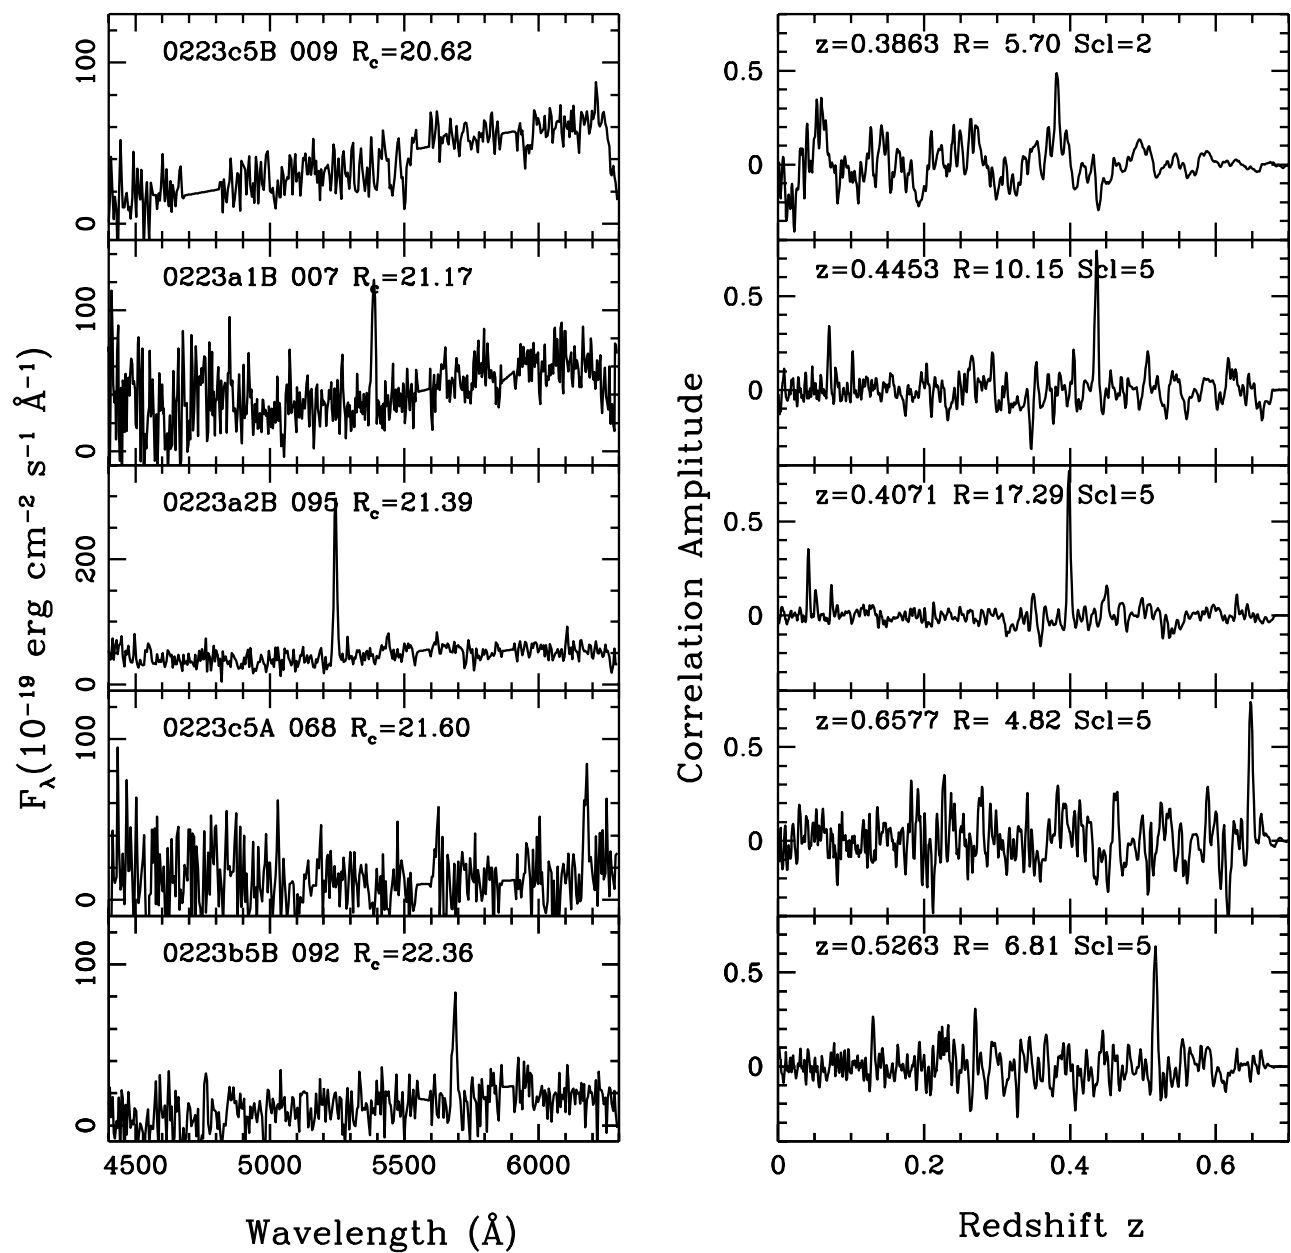 0223c5B 009 Rc=20.62
z=0.3863 R= 5.70 Scl=2
100
0
0.5
0
0223a1B 007 Rc=21.17
z=0.4453 R=10.15 Scl=5
100
0
0.5
0
0223a2B 095 Rc=21.39
z=0.4071 R=17.29 Scl=5
200
0
0.5
0
0223c5A 068 Rc=21.60
z=0.6577 R= 4.82 Scl=5
100
0
0.5
0
0223b5B 092 Rc=22.36
z=0.5263 R= 6.81 Scl=5
100
0
0.5
0
Fλ(10⁻¹⁹ erg cm⁻² s⁻¹ Å⁻¹)
Correlation Amplitude
4500 5000 5500 6000
0 0.2 0.4 0.6
Wavelength (Å)
Redshift z